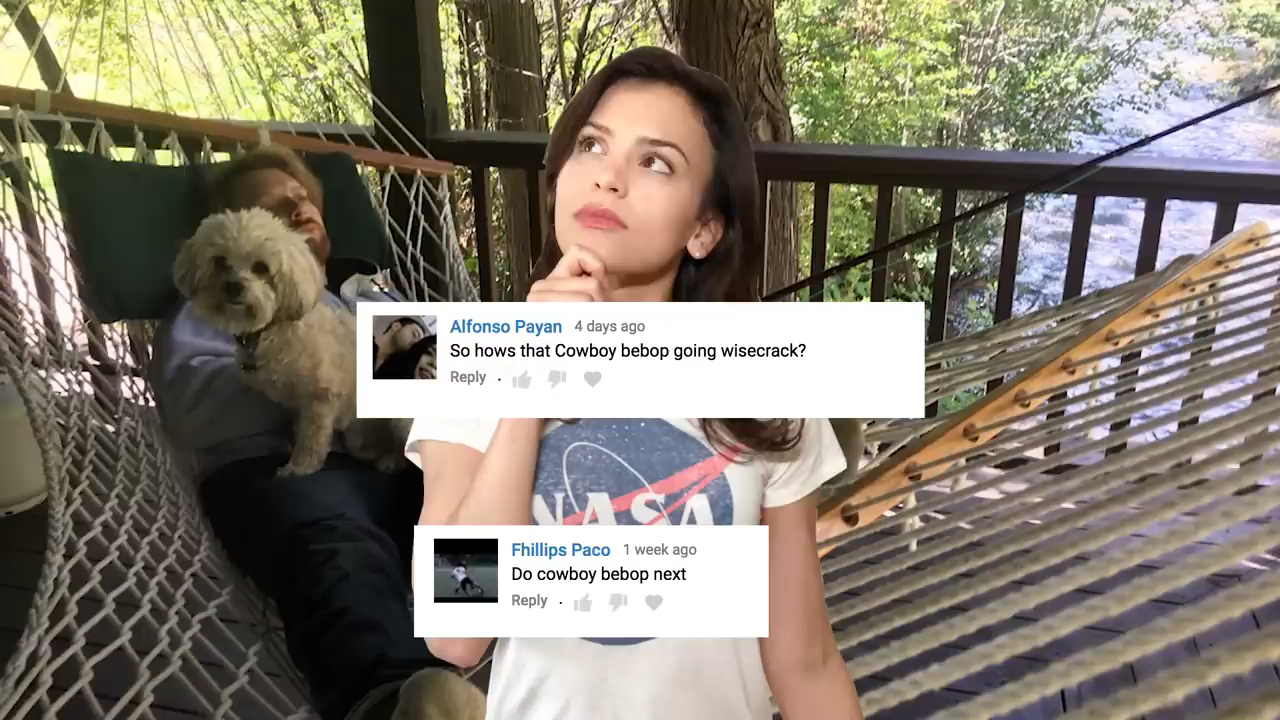 Alfonso Payan 4 days ago
So hows that Cowboy bebop going wisecrack?
Reply .
NASA
Fhillips Paco 1 week ago
Do cowboy bebop next
Reply .